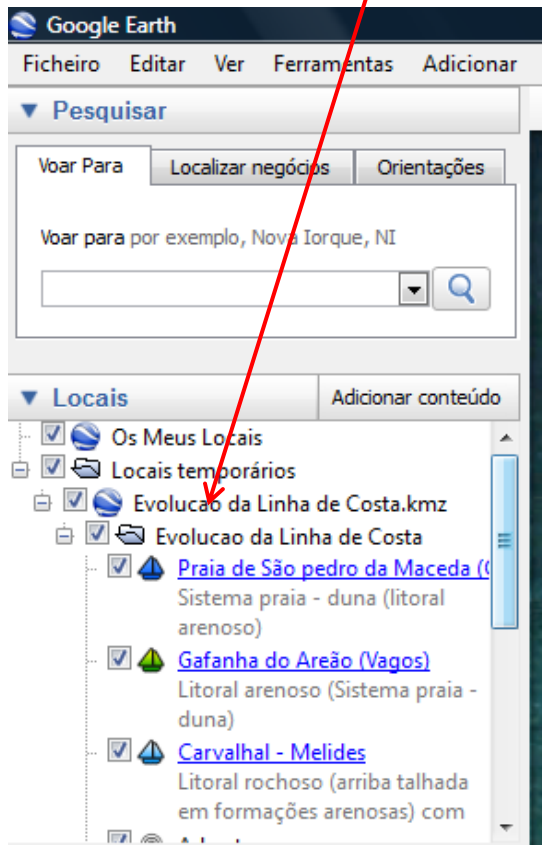 Google Earth
Ficheiro Editar Ver Ferramentas Adicionar
Pesquisar
Voar Para Localizar negócios Orientações
Voar para por exemplo, Nova Iorque, NI
Locais Adicionar conteúdo
Os Meus Locais
Locais temporários
Evolucao da Linha de Costa.kmz
Evolucao da Linha de Costa
Praia de São pedro da Maceda (
Sistema praia - duna (litoral
arenoso)
Gafanha do Areão (Vagos)
Litoral arenoso (Sistema praia -
duna)
Carvalhal - Melides
Litoral rochoso (arriba talhada
em formações arenosas) com